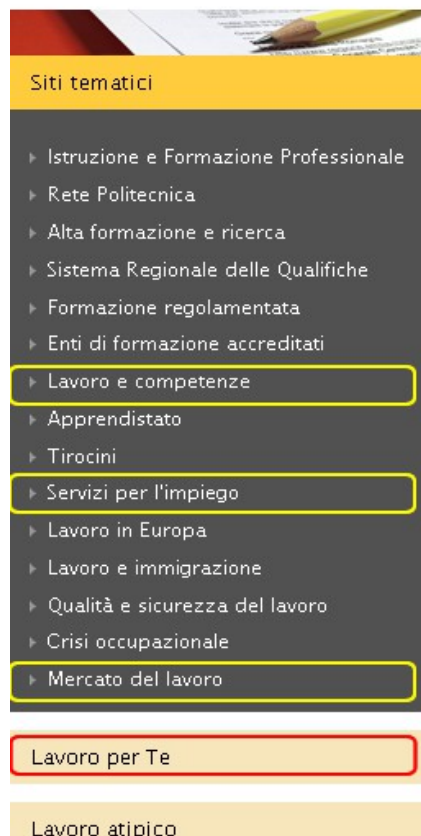 Siti tematici
Istruzione e Formazione Professionale
Rete Politecnica
Alta formazione e ricerca
Sistema Regionale delle Qualifiche
Formazione regolamentata
Enti di formazione accreditati
Lavoro e competenze
Apprendistato
Tirocini
Servizi per l'impiego
Lavoro in Europa
Lavoro e immigrazione
Qualità e sicurezza del lavoro
Crisi occupazionale
Mercato del lavoro
Lavoro per Te
Lavoro atipico